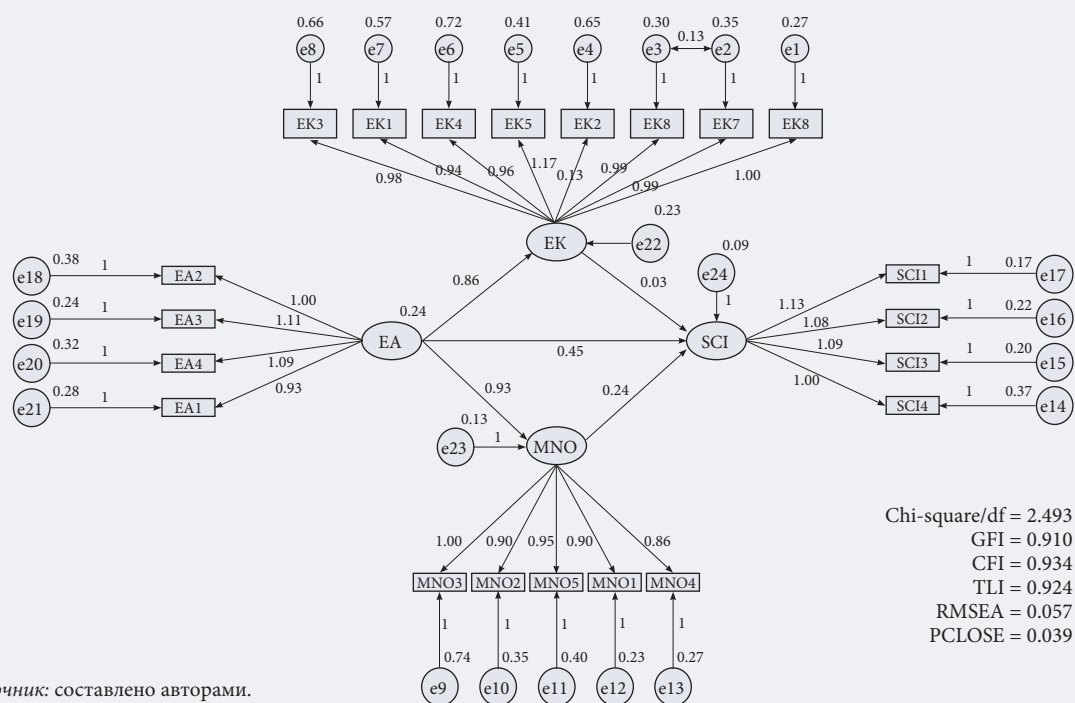 0.66 0.57 0.72 0.41 0.65 0.30 0.35 0.27
e8 e7 e6 e5 e4 e3 0.13 e2 e1
1 1 1 1 1 1 1 1
EK3 EK1 EK4 EK5 EK2 EK8 EK7 EK8
0.98 0.94 0.96 1.17 0.13 0.99 0.99 1.00
0.23
EK e22
0.09
e24
1
0.86 0.03
e18 0.38 1 EA2
e19 0.24 1 EA3
e20 0.32 1 EA4
e21 0.28 1 EA1
1.00
1.11
1.09
0.93
0.24
EA
0.45
SCI
1.13
1.08
1.09
1.00
SCI1 1 0.17 e17
SCI2 1 0.22 e16
SCI3 1 0.20 e15
SCI4 1 0.37 e14
0.93 0.24
0.13
e23 1 MNO
1.00 0.90 0.95 0.90 0.86
MNO3 MNO2 MNO5 MNO1 MNO4
1 1 1 1 1
0.74 0.35 0.40 0.23 0.27
e9 e10 e11 e12 e13
Chi-square/df = 2.493
GFI = 0.910
CFI = 0.934
TLI = 0.924
RMSEA = 0.057
PCLOSE = 0.039
очник: составлено авторами.